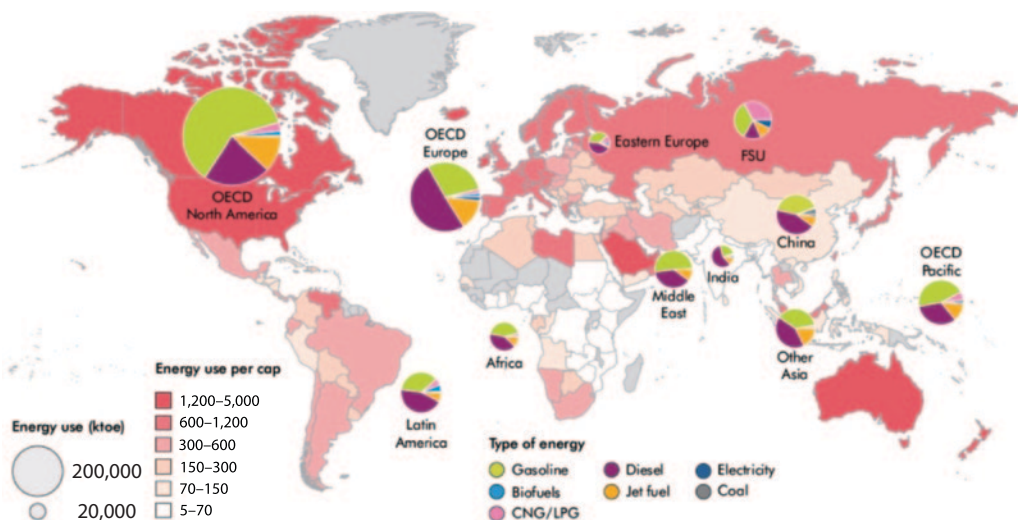 OECD
Europe
Eastern Europe
FSU
OECD
North America
China
India
OECD
Pacific
Middle
East
Africa
Other
Asia
Latin
America
Energy use per cap
1,200–5,000
600–1,200
300–600
150–300
70–150
5–70
Energy use (ktoe)
200,000
20,000
Type of energy
Gasoline
Diesel
Electricity
Biofuels
Jet fuel
Coal
CNG/LPG